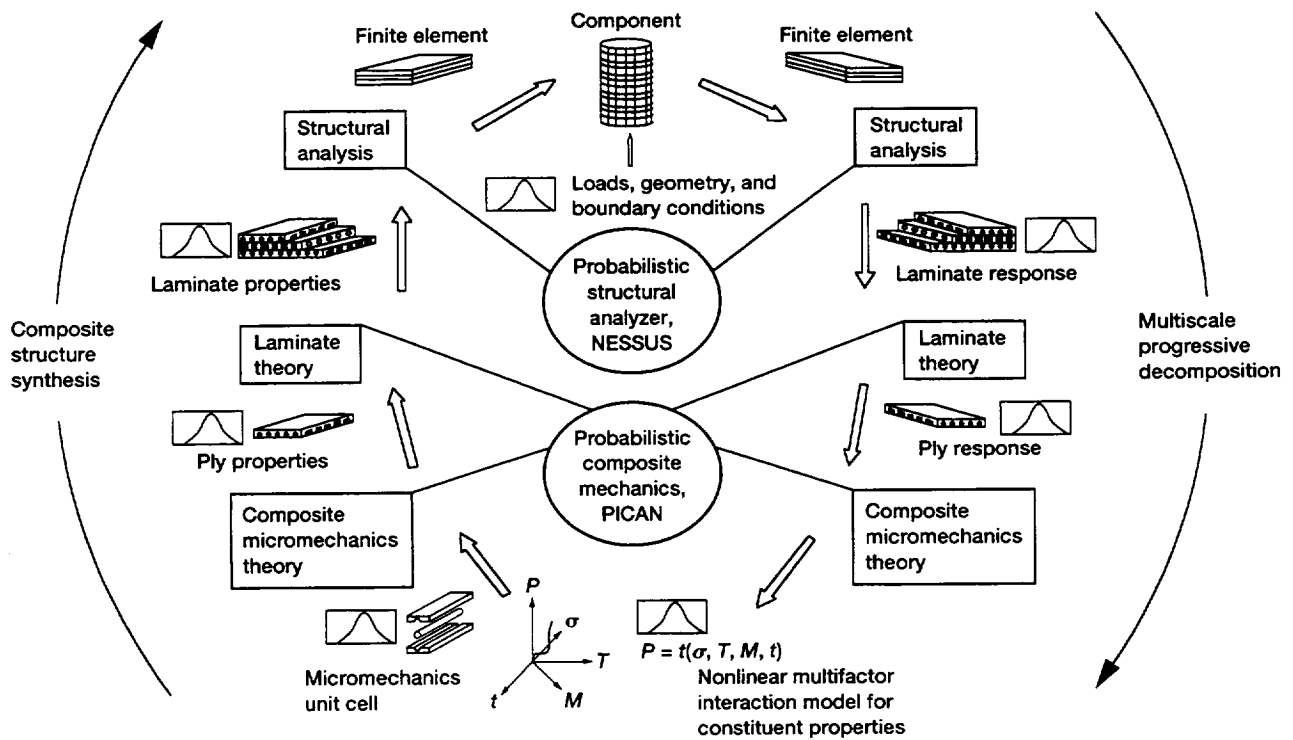 Component
Finite element
Finite element
Structural
analysis
Structural
analysis
Loads, geometry, and
boundary conditions
Laminate properties
Laminate response
Probabilistic
structural
analyzer,
NESSUS
Composite
structure
synthesis
Multiscale
progressive
decomposition
Laminate
theory
Laminate
theory
Ply properties
Ply response
Probabilistic
composite
mechanics,
PICAN
Composite
micromechanics
theory
Composite
micromechanics
theory
Micromechanics
unit cell
P
σ
T
M
t
P = t(σ, T, M, t)
Nonlinear multifactor
interaction model for
constituent properties